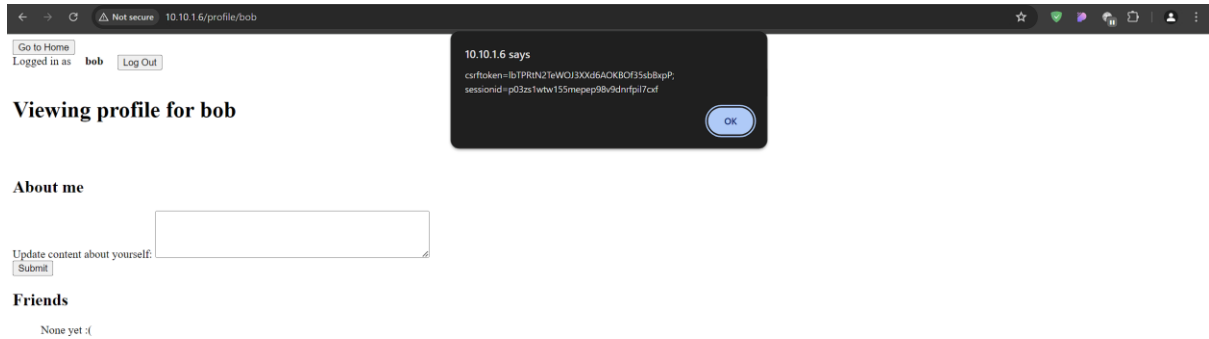 Not secure 10.10.1.6/profile/bob
Go to Home
Logged in as bob Log Out
10.10.1.6 says
csrftoken=lbTPRtN2TeWOJ3XXd6AOKBOf35sbBxpP;
sessionid=p03zs1wtw155mepep98v9dnrfpil7cxf
OK
Viewing profile for bob
About me
Update content about yourself:
Submit
Friends
None yet :(